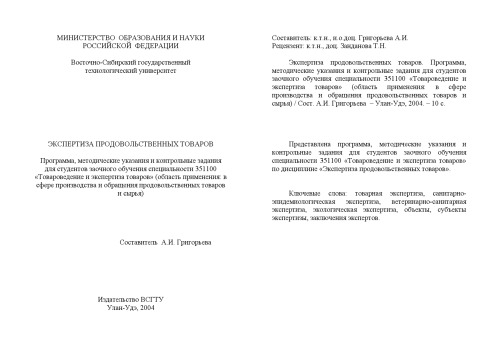 МИНИСТЕРСТВО ОБРАЗОВАНИЯ И НАУКИ
РОССИЙСКОЙ ФЕДЕРАЦИИ
Восточно-Сибирский государственный
технологический университет
ЭКСПЕРТИЗА ПРОДОВОЛЬСТВЕННЫХ ТОВАРОВ
Программа, методические указания и контрольные задания
для студентов заочного обучения специальности 351100
«Товароведение и экспертиза товаров» (область применения: в
сфере производства и обращения продовольственных товаров
и сырья)
Составитель А.И. Григорьева
Издательство ВСГТУ
Улан-Удэ, 2004
Составитель: к.т.н., и.о.доц. Григорьева А.И.
Рецензент: к.т.н., доц. Занданова Т.Н.
Экспертиза продовольственных товаров. Программа,
методические указания и контрольные задания для студентов
заочного обучения специальности 351100 «Товароведение и
экспертиза товаров» (область применения: в сфере
производства и обращения продовольственных товаров и
сырья) / Сост. А.И. Григорьева – Улан-Удэ, 2004. – 10 с.
Представлена программа, методические указания и
контрольные задания для студентов заочного обучения
специальности 351100 «Товароведение и экспертиза товаров»
по дисциплине «Экспертиза продовольственных товаров».
Ключевые слова: товарная экспертиза, санитарно-
эпидемиологическая экспертиза, ветеринарно-санитарная
экспертиза, экологическая экспертиза, объекты, субъекты
экспертизы, заключения экспертов.